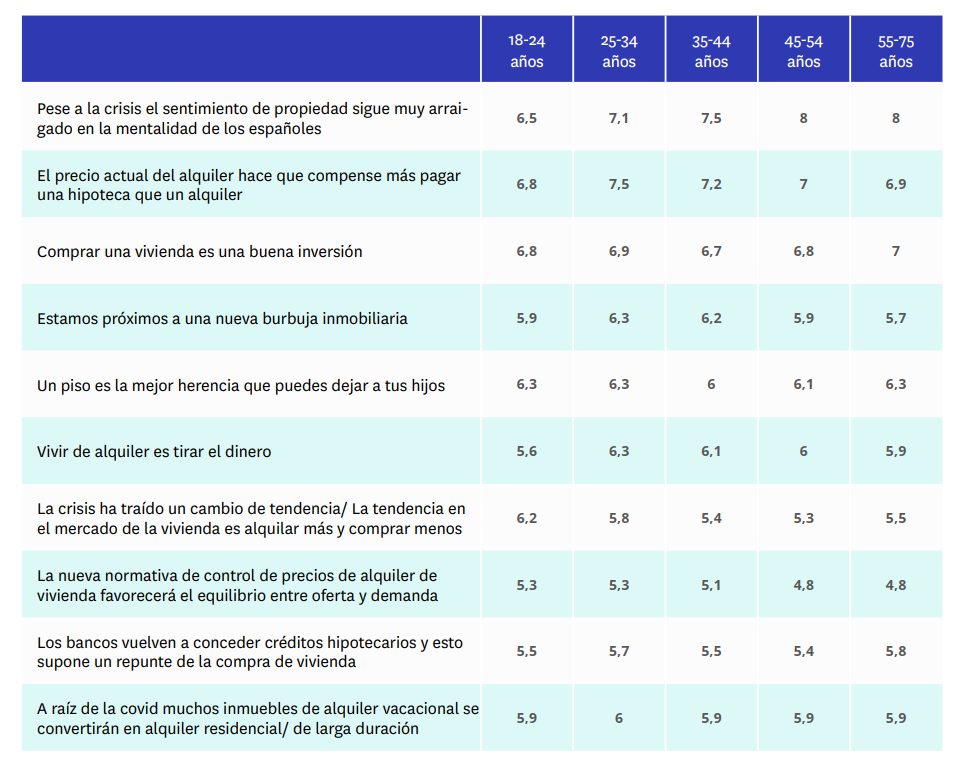 18-24 25-34 35-44 45-54 55-75
años años años años años
Pese a la crisis el sentimiento de propiedad sigue muy arrai-
gado en la mentalidad de los españoles
6,5 7,1 7,5 8 8
El precio actual del alquiler hace que compense más pagar
una hipoteca que un alquiler
6,8 7,5 7,2 7 6,9
Comprar una vivienda es una buena inversión 6,8 6,9 6,7 6,8 7
Estamos próximos a una nueva burbuja inmobiliaria 5,9 6,3 6,2 5,9 5,7
Un piso es la mejor herencia que puedes dejar a tus hijos 6,3 6,3 6 6,1 6,3
Vivir de alquiler es tirar el dinero 5,6 6,3 6,1 6 5,9
La crisis ha traído un cambio de tendencia/ La tendencia en
el mercado de la vivienda es alquilar más y comprar menos
6,2 5,8 5,4 5,3 5,5
La nueva normativa de control de precios de alquiler de
vivienda favorecerá el equilibrio entre oferta y demanda
5,3 5,3 5,1 4,8 4,8
Los bancos vuelven a conceder créditos hipotecarios y esto
supone un repunte de la compra de vivienda
5,5 5,7 5,5 5,4 5,8
A raíz de la covid muchos inmuebles de alquiler vacacional se
convertirán en alquiler residencial/ de larga duración
5,9 6 5,9 5,9 5,9